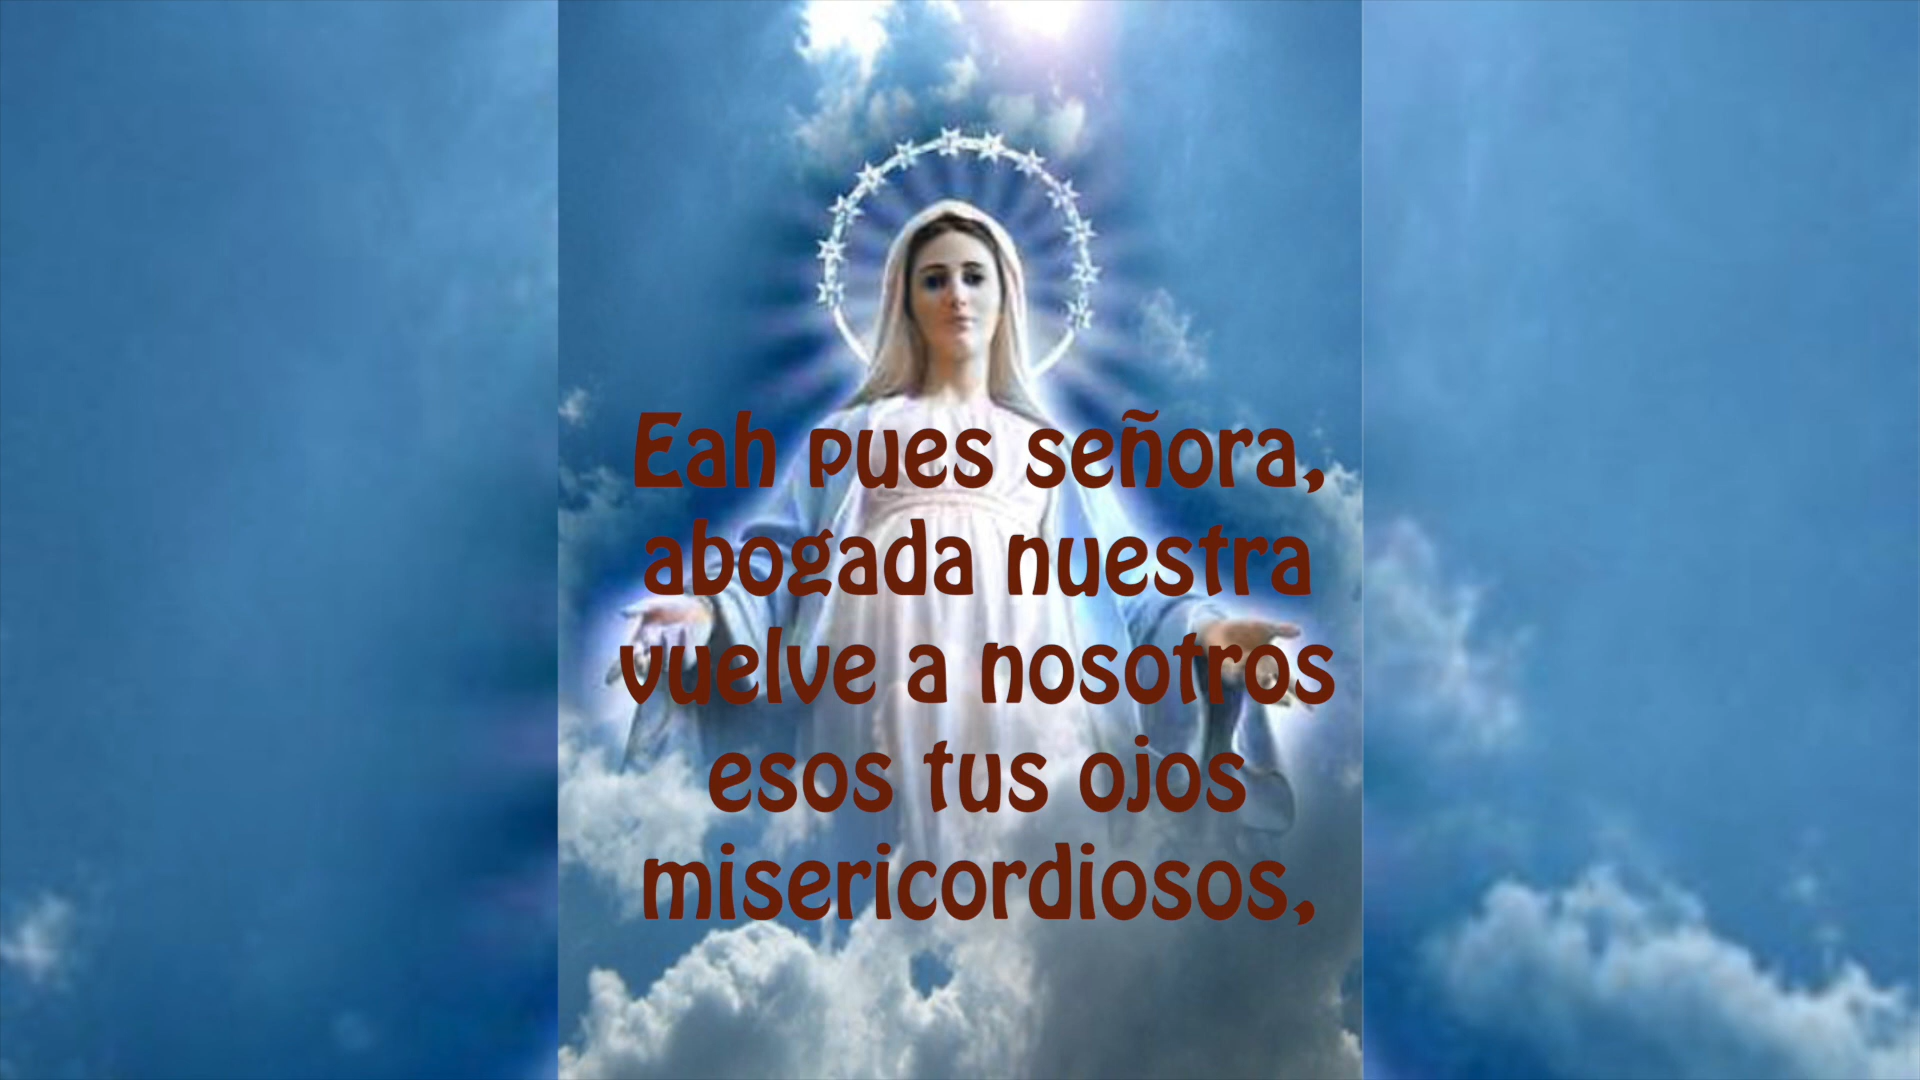 Eah pues señora,
abogada nuestra
vuelve a nosotros
esos tus ojos
misericordiosos,